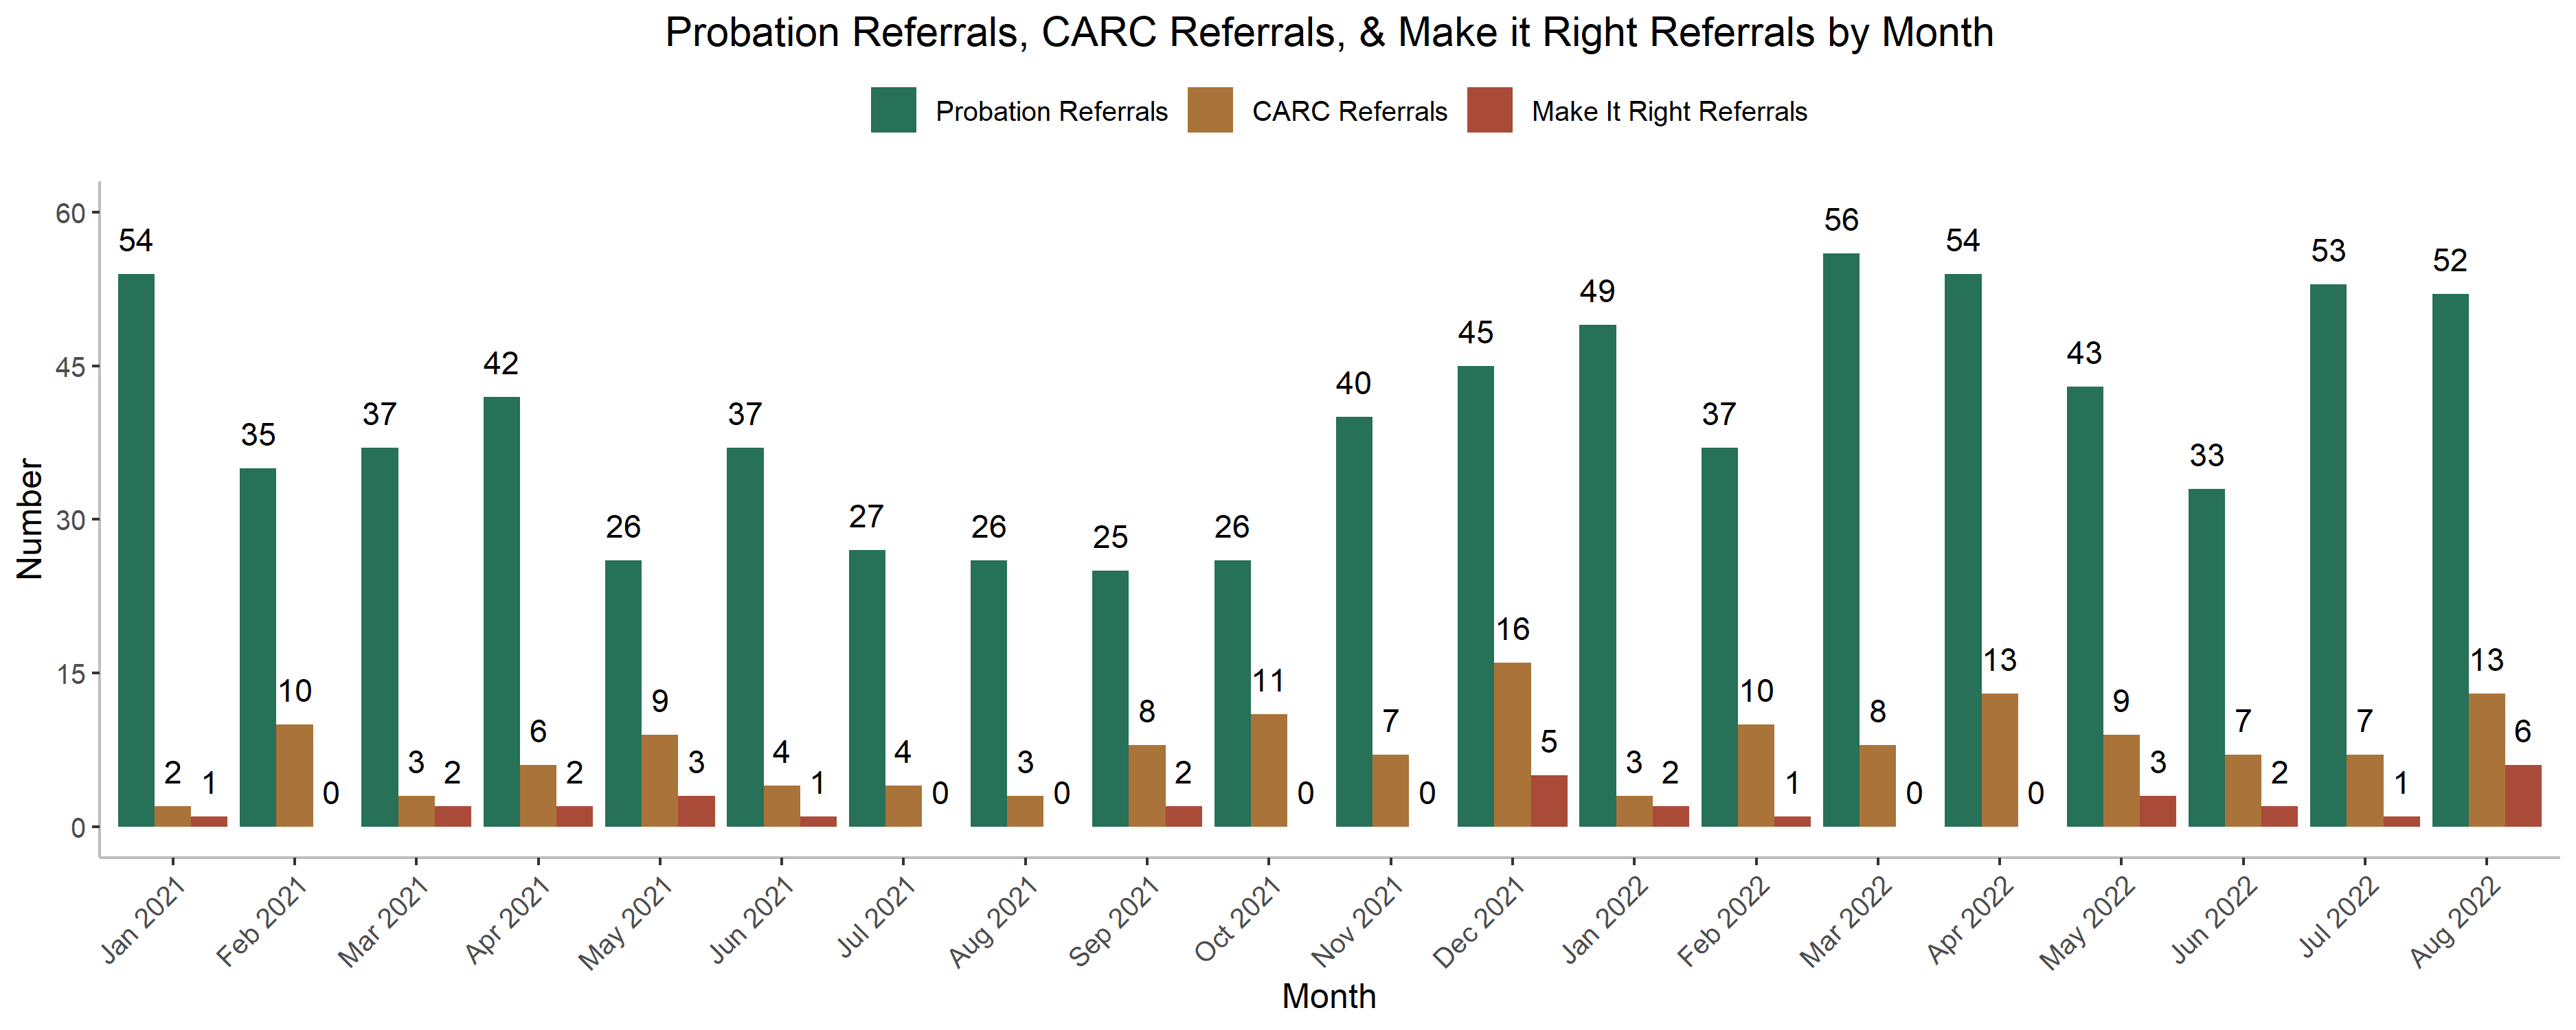 Probation Referrals, CARC Referrals, & Make it Right Referrals by Month
Probation Referrals CARC Referrals Make It Right Referrals
Number
60
45
30
15
0
54 2 1
35 10 0
37 3 2
42 6 2
26 9 3
37 4 1
27 4 0
26 3 0
25 8 2
26 11 0
40 7 0
45 16 5
49 3 2
37 10 1
56 8 0
54 13 0
43 9 3
33 7 2
53 7 1
52 13 6
Jan 2021
Feb 2021
Mar 2021
Apr 2021
May 2021
Jun 2021
Jul 2021
Aug 2021
Sep 2021
Oct 2021
Nov 2021
Dec 2021
Jan 2022
Feb 2022
Mar 2022
Apr 2022
May 2022
Jun 2022
Jul 2022
Aug 2022
Month